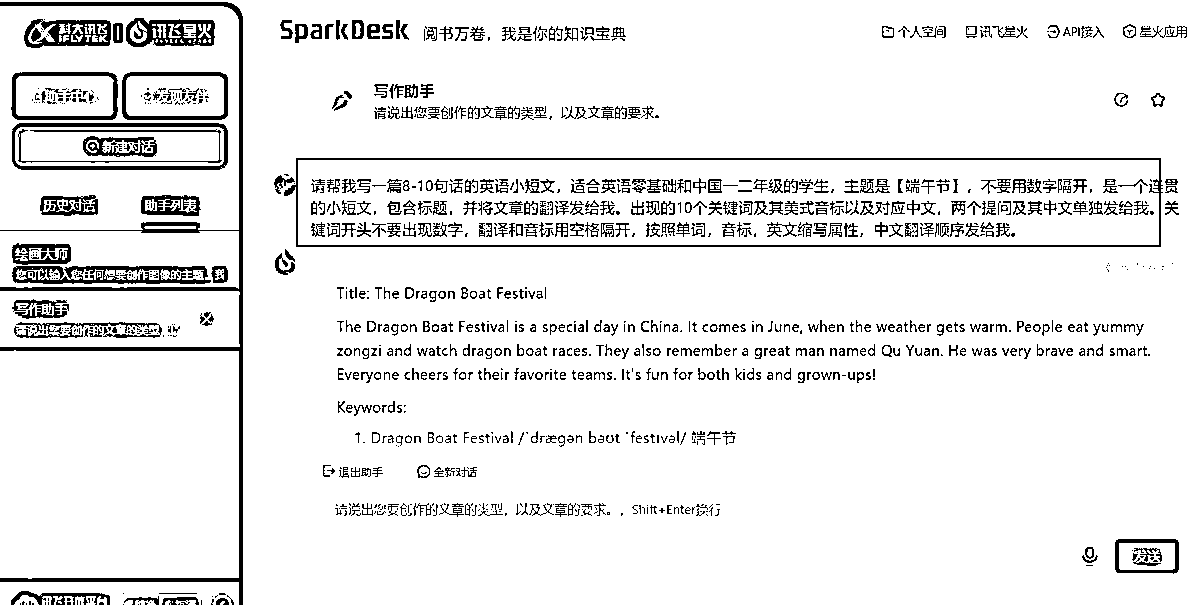 科大讯飞 iFLYTEK 讯飞星火
SparkDesk 阅书万卷，我是你的知识宝典
个人空间 讯飞星火 API接入 星火应用
助手中心 发现友伴
新建对话
历史对话 助手列表
绘画大师
您可以输入您任何想要创作图像的主题，我
写作助手
请说出您要创作的文章的类型，以
写作助手
请说出您要创作的文章的类型，以及文章的要求。
请帮我写一篇8-10句话的英语小短文，适合英语零基础和中国一二年级的学生，主题是【端午节】，不要用数字隔开，是一个连贯
的小短文，包含标题，并将文章的翻译发给我。出现的10个关键词及其美式音标以及对应中文，两个提问及其中文单独发给我。关
键词开头不要出现数字，翻译和音标用空格隔开，按照单词，音标，英文缩写属性，中文翻译顺序发给我。
Title: The Dragon Boat Festival
The Dragon Boat Festival is a special day in China. It comes in June, when the weather gets warm. People eat yummy
zongzi and watch dragon boat races. They also remember a great man named Qu Yuan. He was very brave and smart.
Everyone cheers for their favorite teams. It's fun for both kids and grown-ups!
Keywords:
1. Dragon Boat Festival /ˈdræɡən baʊt ˈfestɪvəl/ 端午节
退出助手 全新对话
请说出您要创作的文章的类型，以及文章的要求。，Shift+Enter换行
发送